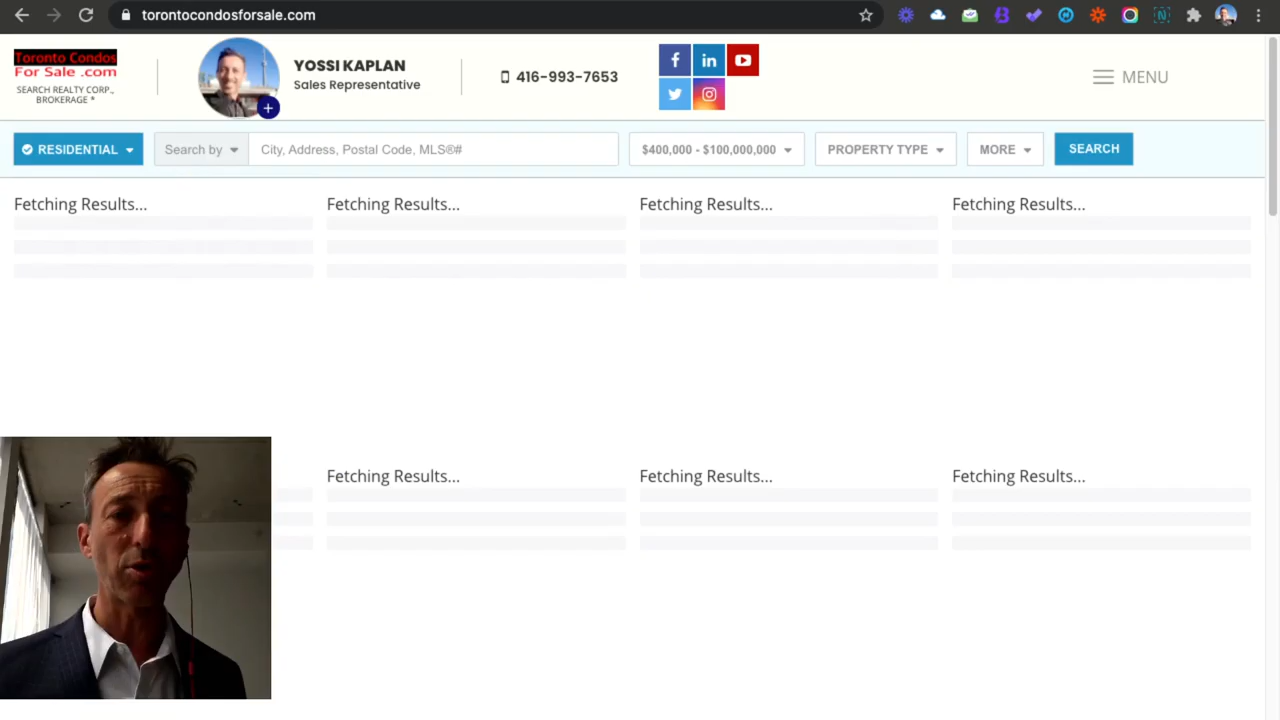 torontocondosforsale.com
Toronto Condos
For Sale .com
SEARCH REALTY CORP.,
BROKERAGE *
YOSSI KAPLAN
Sales Representative
416-993-7653
MENU
RESIDENTIAL
Search by
City, Address, Postal Code, MLS®#
$400,000 - $100,000,000
PROPERTY TYPE
MORE
SEARCH
Fetching Results...
Fetching Results...
Fetching Results...
Fetching Results...
Fetching Results...
Fetching Results...
Fetching Results...